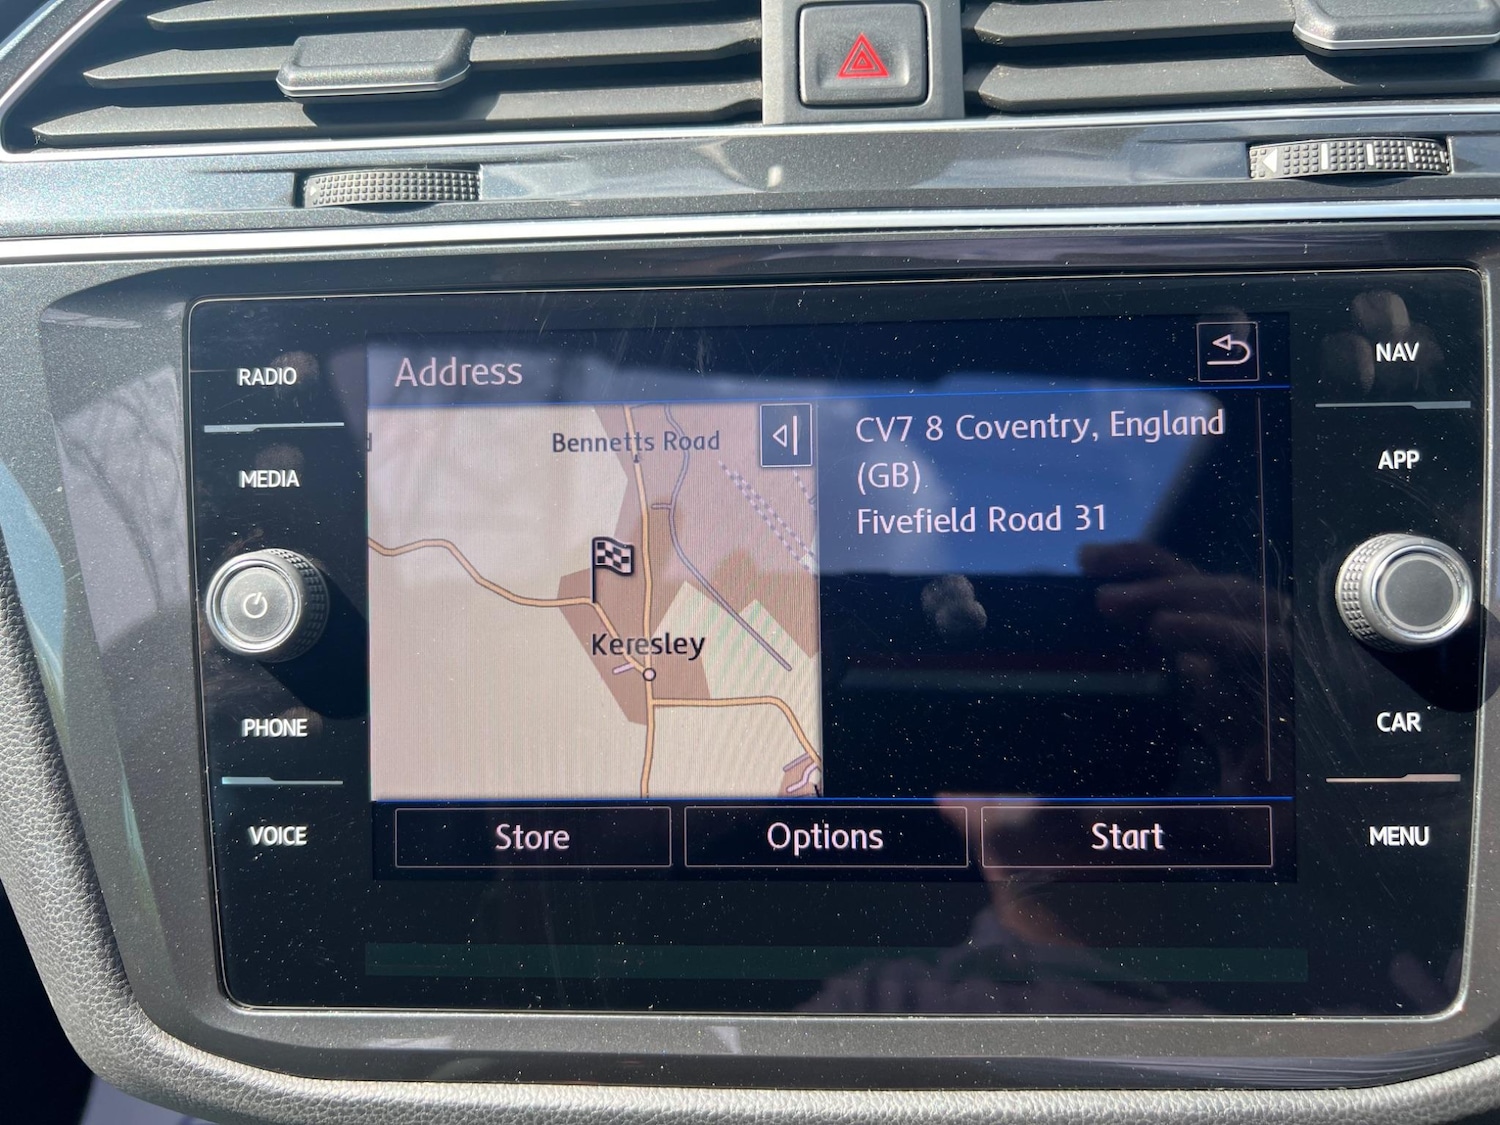 RADIO
MEDIA
PHONE
VOICE
Address
Bennetts Road
Keresley
CV7 8 Coventry, England
(GB)
Fivefield Road 31
Store
Options
Start
NAV
APP
CAR
MENU